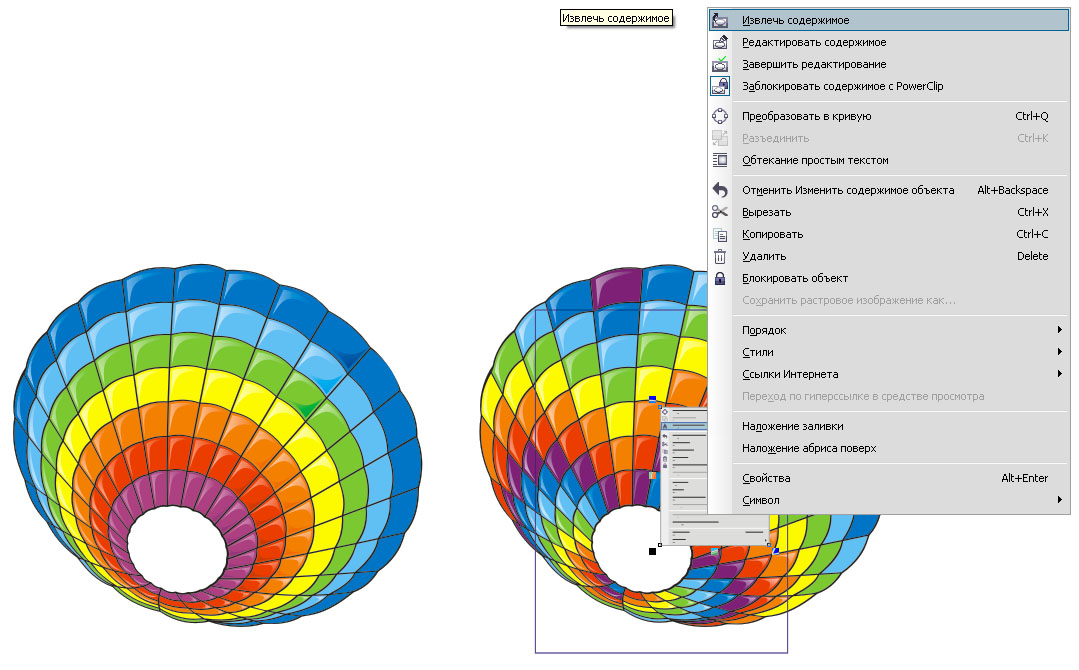 Извлечь содержимое
Извлечь содержимое
Редактировать содержимое
Завершить редактирование
Заблокировать содержимое с PowerClip
Преобразовать в кривую Ctrl+Q
Разъединить Ctrl+K
Обтекание простым текстом
Отменить Изменить содержимое объекта Alt+Backspace
Вырезать Ctrl+X
Копировать Ctrl+C
Удалить Delete
Блокировать объект
Сохранить растровое изображение как...
Порядок
Стили
Ссылки Интернета
Переход по гиперссылке в средстве просмотра
Наложение заливки
Наложение абриса поверх
Свойства Alt+Enter
Символ